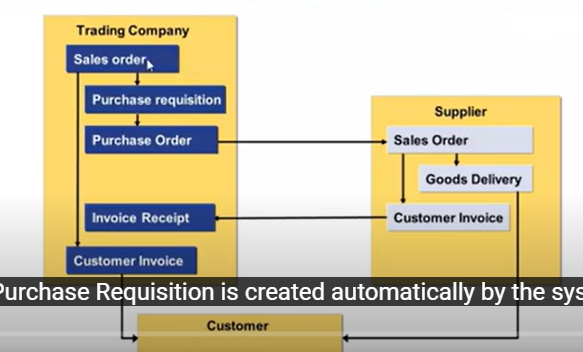 Trading Company
Sales order
Purchase requisition
Purchase Order
Invoice Receipt
Customer Invoice
Supplier
Sales Order
Goods Delivery
Customer Invoice
Purchase Requisition is created automatically by the sys
Customer